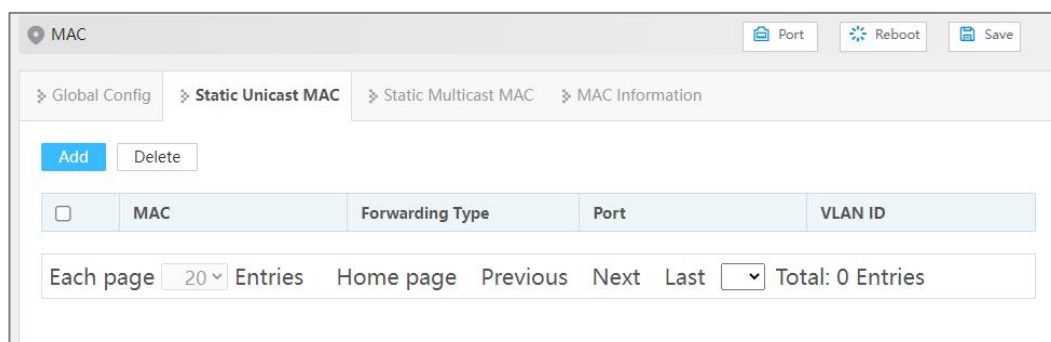 MAC Port Reboot Save
Global Config Static Unicast MAC Static Multicast MAC MAC Information
Add Delete
MAC Forwarding Type Port VLAN ID
Each page 20 Entries Home page Previous Next Last Total: 0 Entries